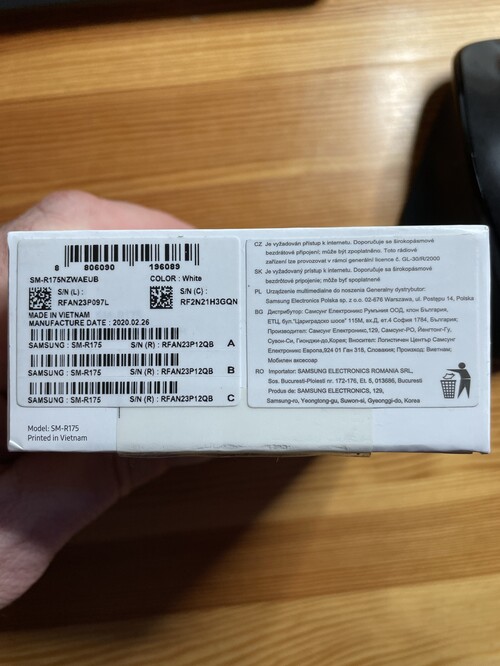 8 806090 196089
SM-R175NZWAEUB COLOR : White
S/N (L) : S/N (C) :
RFAN23P097L RF2N21H3GQN
MADE IN VIETNAM
MANUFACTURE DATE : 2020.02.26
SAMSUNG : SM-R175 S/N (R) : RFAN23P12QB A
SAMSUNG : SM-R175 S/N (R) : RFAN23P12QB B
SAMSUNG : SM-R175 S/N (R) : RFAN23P12QB C
Model: SM-R175
Printed in Vietnam
CZ Je vyžadován přístup k internetu. Doporučuje se širokopásmové
bezdrátové připojení; může být zpoplatněno. Toto rádiové
zařízení lze provozovat v rámci generální licence č. GL-30/R/2000
SK Je vyžadovaný prístup k internetu. Doporučuje se širokopásmové
bezdrátové pripojenie; môže byť spoplatnené
PL Urządzenie multimedialne do noszenia Generalny dystrybutor:
Samsung Electronics Polska sp. z o.o. 02-676 Warszawa, ul. Postępu 14, Polska
BG Дистрибутор: Самсунг Електроникс Румъния ООД, клон България,
ЕТЦ, бул."Цариградско шосе" 115М, вх.Д, ет.4 София 1784, България;
Производител: Самсунг Електроникс,129, Самсунг-РО, Йеитонг-Гу,
Сувон-Си, Гионджи-до,Корея; Вносител: Логистичен Център Самсунг
Електроникс Европа,924 01 Ган 318, Словакия; Произход: Виетнам;
Мобилен аксесоар
RO Importator: SAMSUNG ELECTRONICS ROMANIA SRL,
Sos. Bucuresti-Ploiesti nr. 172-176, Et. 5, 013686, Bucuresti
Produs de: SAMSUNG ELECTRONICS, 129,
Samsung-ro, Yeongtong-gu, Suwon-si, Gyeonggi-do, Korea